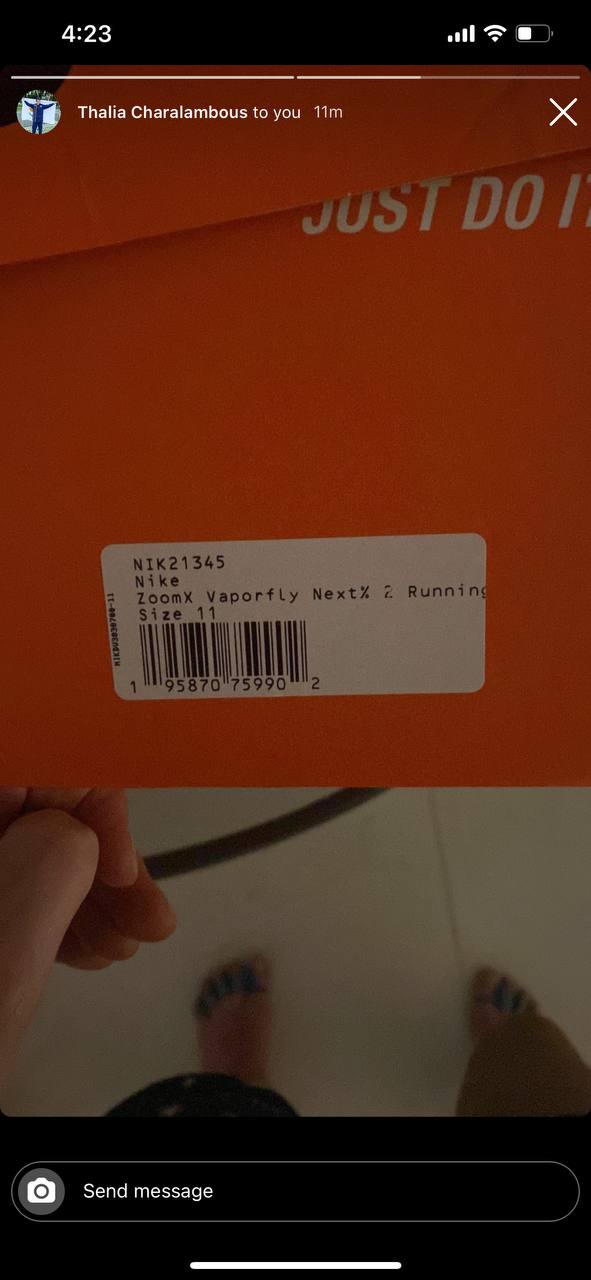 4:23
Thalia Charalambous to you 11m
JUST DO IT
NIK21345
Nike
ZoomX Vaporfly Next% 2 Running
Size 11
1 95870 75990 2
Send message